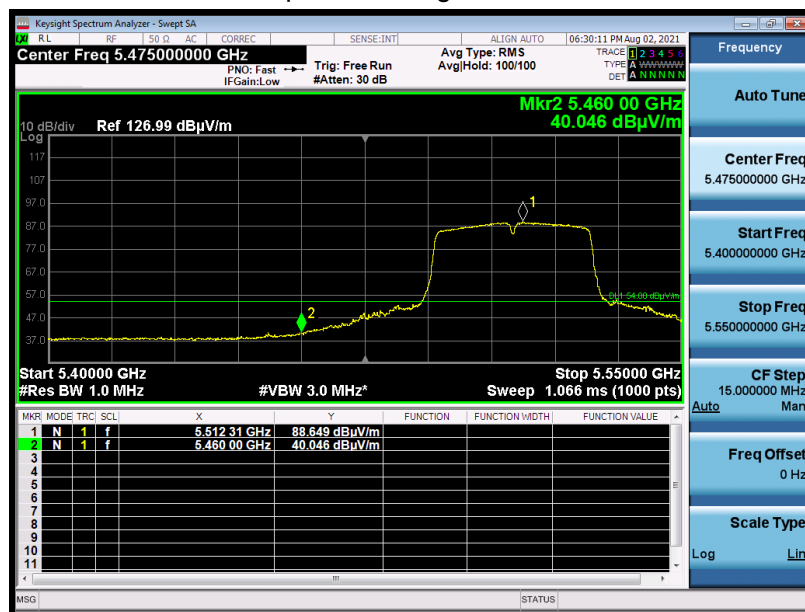 Keysight Spectrum Analyzer - Swept SA
LXI RL RF 50 Ω AC CORREC SENSE:INT ALIGN AUTO 06:30:11 PM Aug 02, 2021
Center Freq 5.475000000 GHz
PNO: Fast
IFGain:Low
Trig: Free Run
#Atten: 30 dB
Avg Type: RMS
Avg|Hold: 100/100
TRACE 1 2 3 4 5 6
TYPE A WWWWW
DET A N N N N N
Mkr2 5.460 00 GHz
40.046 dBµV/m
10 dB/div Ref 126.99 dBµV/m
Log
117
107
97.0
87.0
77.0
67.0
57.0
47.0
37.0
1
2
DL1 54.00 dBµV/m
Start 5.40000 GHz Stop 5.55000 GHz
#Res BW 1.0 MHz #VBW 3.0 MHz* Sweep 1.066 ms (1000 pts)
MKR MODE TRC SCL X Y FUNCTION FUNCTION WIDTH FUNCTION VALUE
1 N 1 f 5.512 31 GHz 88.649 dBµV/m
2 N 1 f 5.460 00 GHz 40.046 dBµV/m
3
4
5
6
7
8
9
10
11
MSG STATUS
Frequency
Auto Tune
Center Freq
5.475000000 GHz
Start Freq
5.400000000 GHz
Stop Freq
5.550000000 GHz
CF Step
15.000000 MHz
Auto Man
Freq Offset
0 Hz
Scale Type
Log Lin